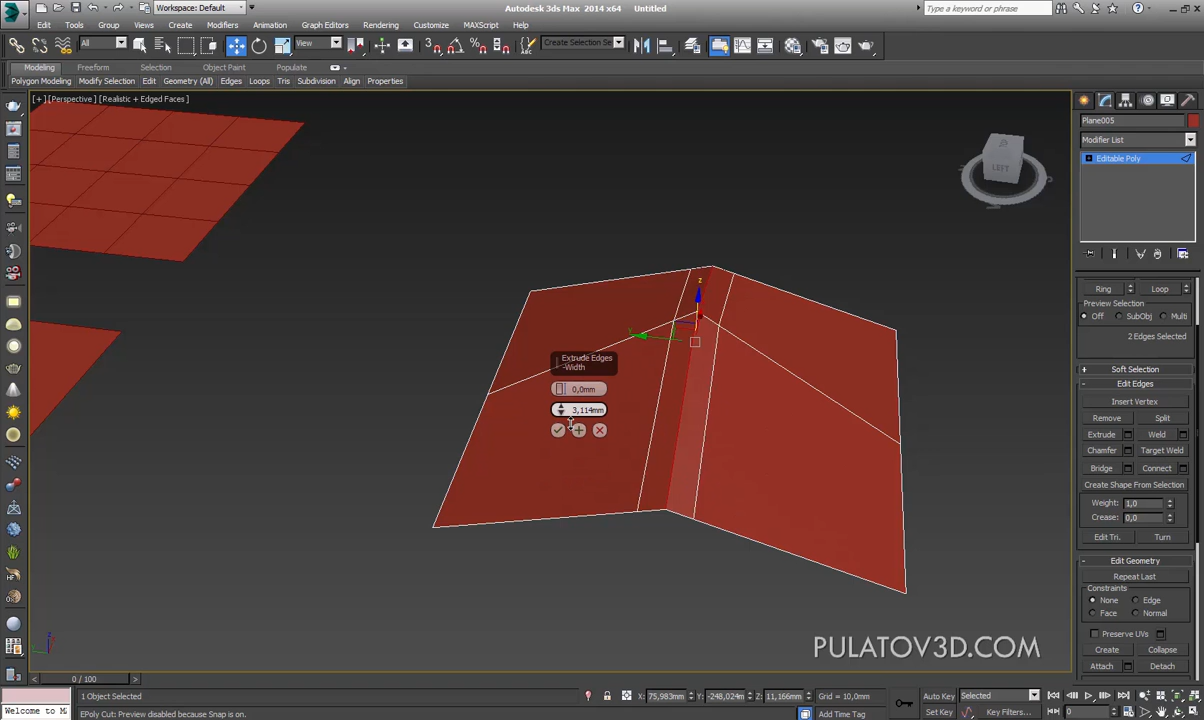 Workspace: Default
Autodesk 3ds Max 2014 x64 Untitled
Type a keyword or phrase
Edit Tools Group Views Create Modifiers Animation Graph Editors Rendering Customize MAXScript Help
All View Create Selection Se
Modeling Freeform Selection Object Paint Populate
Polygon Modeling Modify Selection Edit Geometry (All) Edges Loops Tris Subdivision Align Properties
[+] [Perspective] [Realistic + Edged Faces]
LEFT
Plane005
Modifier List
Editable Poly
Ring Loop
Preview Selection
Off SubObj Multi
2 Edges Selected
+ Soft Selection
- Edit Edges
Insert Vertex
Remove Split
Extrude Weld
Chamfer Target Weld
Bridge Connect
Create Shape From Selection
Weight: 1,0
Crease: 0,0
Edit Tri. Turn
- Edit Geometry
Repeat Last
Constraints
None Edge
Face Normal
Preserve UVs
Create Collapse
Attach Detach
z
y
Extrude Edges
-Width
0,0mm
3,114mm
PULATOV3D.COM
z
0 / 100
1 Object Selected
X: 75,983mm Y: -248,024m Z: 11,166mm Grid = 10,0mm
Auto Key Selected
Welcome to M
EPoly Cut: Preview disabled because Snap is on.
Add Time Tag
Set Key Key Filters...
0